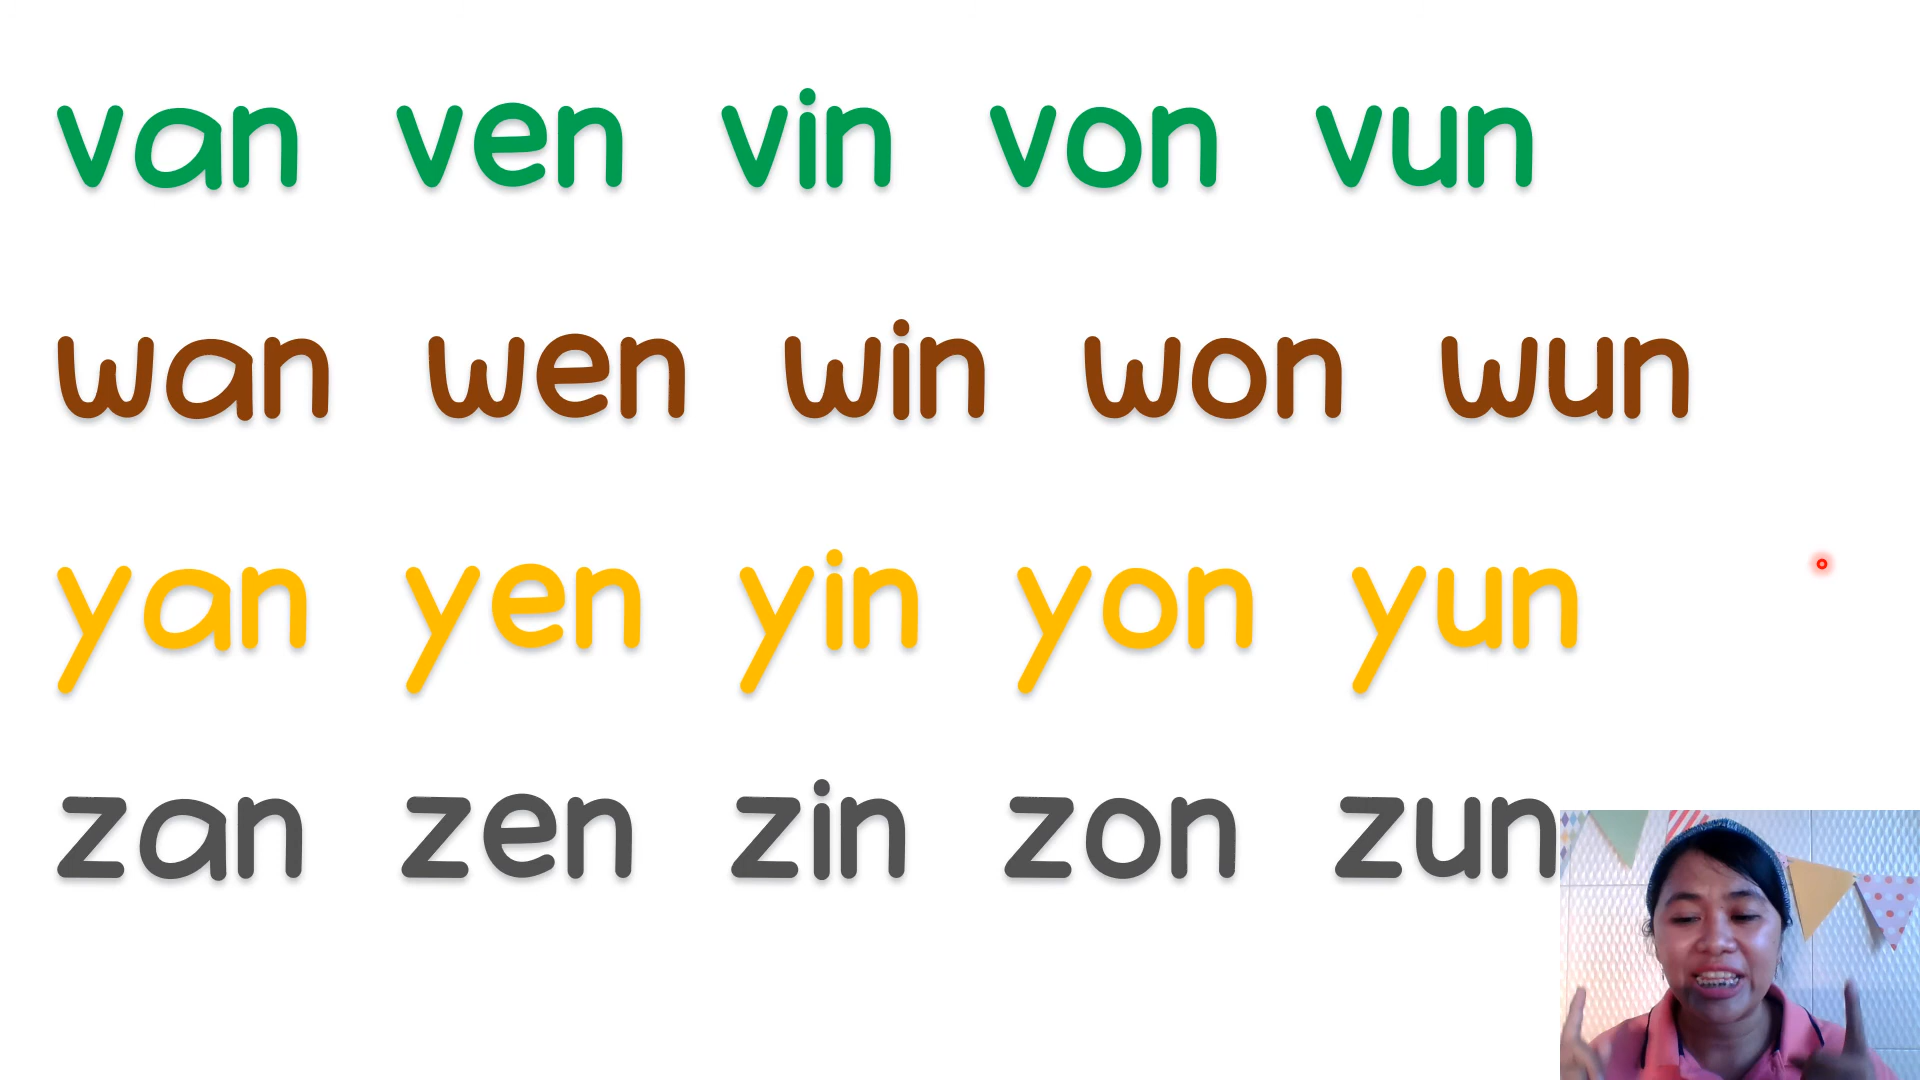 van ven vin von vun
wan wen win won wun
yan yen yin yon yun
zan zen zin zon zun